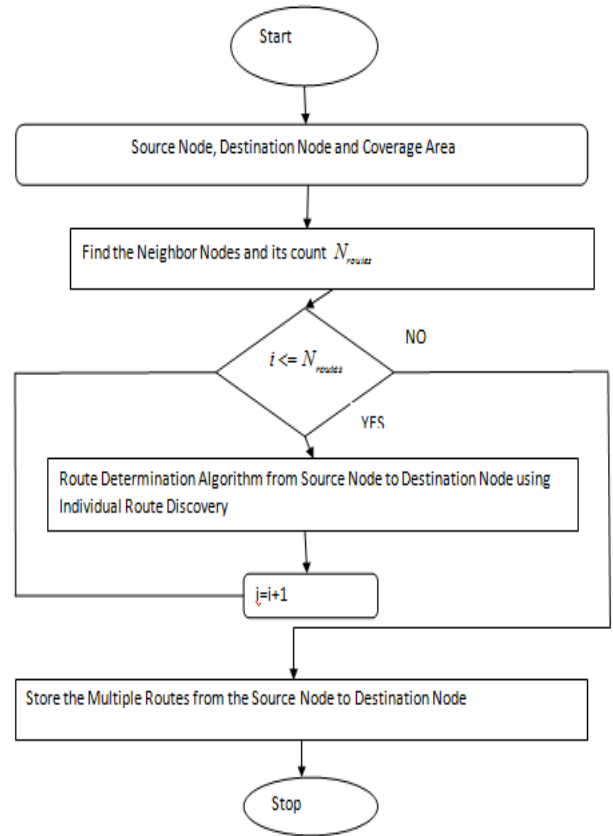 Start
Source Node, Destination Node and Coverage Area
Find the Neighbor Nodes and its count N_routes
i <= N_routes
NO
YES
Route Determination Algorithm from Source Node to Destination Node using
Individual Route Discovery
i=i+1
Store the Multiple Routes from the Source Node to Destination Node
Stop